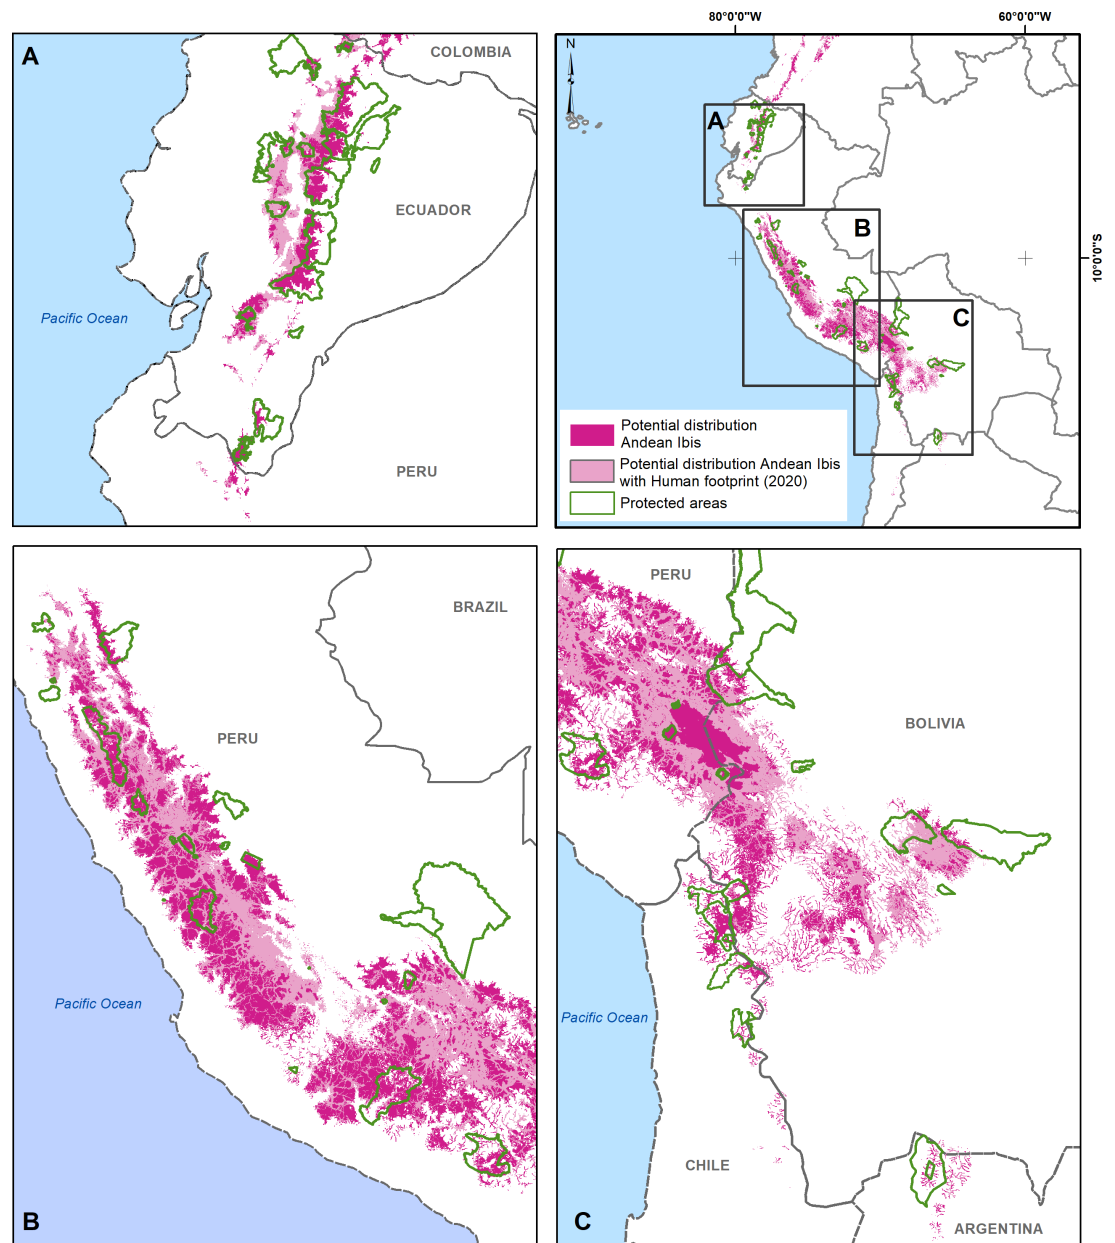 A
COLOMBIA
ECUADOR
Pacific Ocean
PERU
80°0'0"W
60°0'0"W
N
A
B
C
10°0'0"S
Potential distribution
Andean Ibis
Potential distribution Andean Ibis
with Human footprint (2020)
Protected areas
BRAZIL
PERU
Pacific Ocean
B
PERU
BOLIVIA
Pacific Ocean
CHILE
C
ARGENTINA